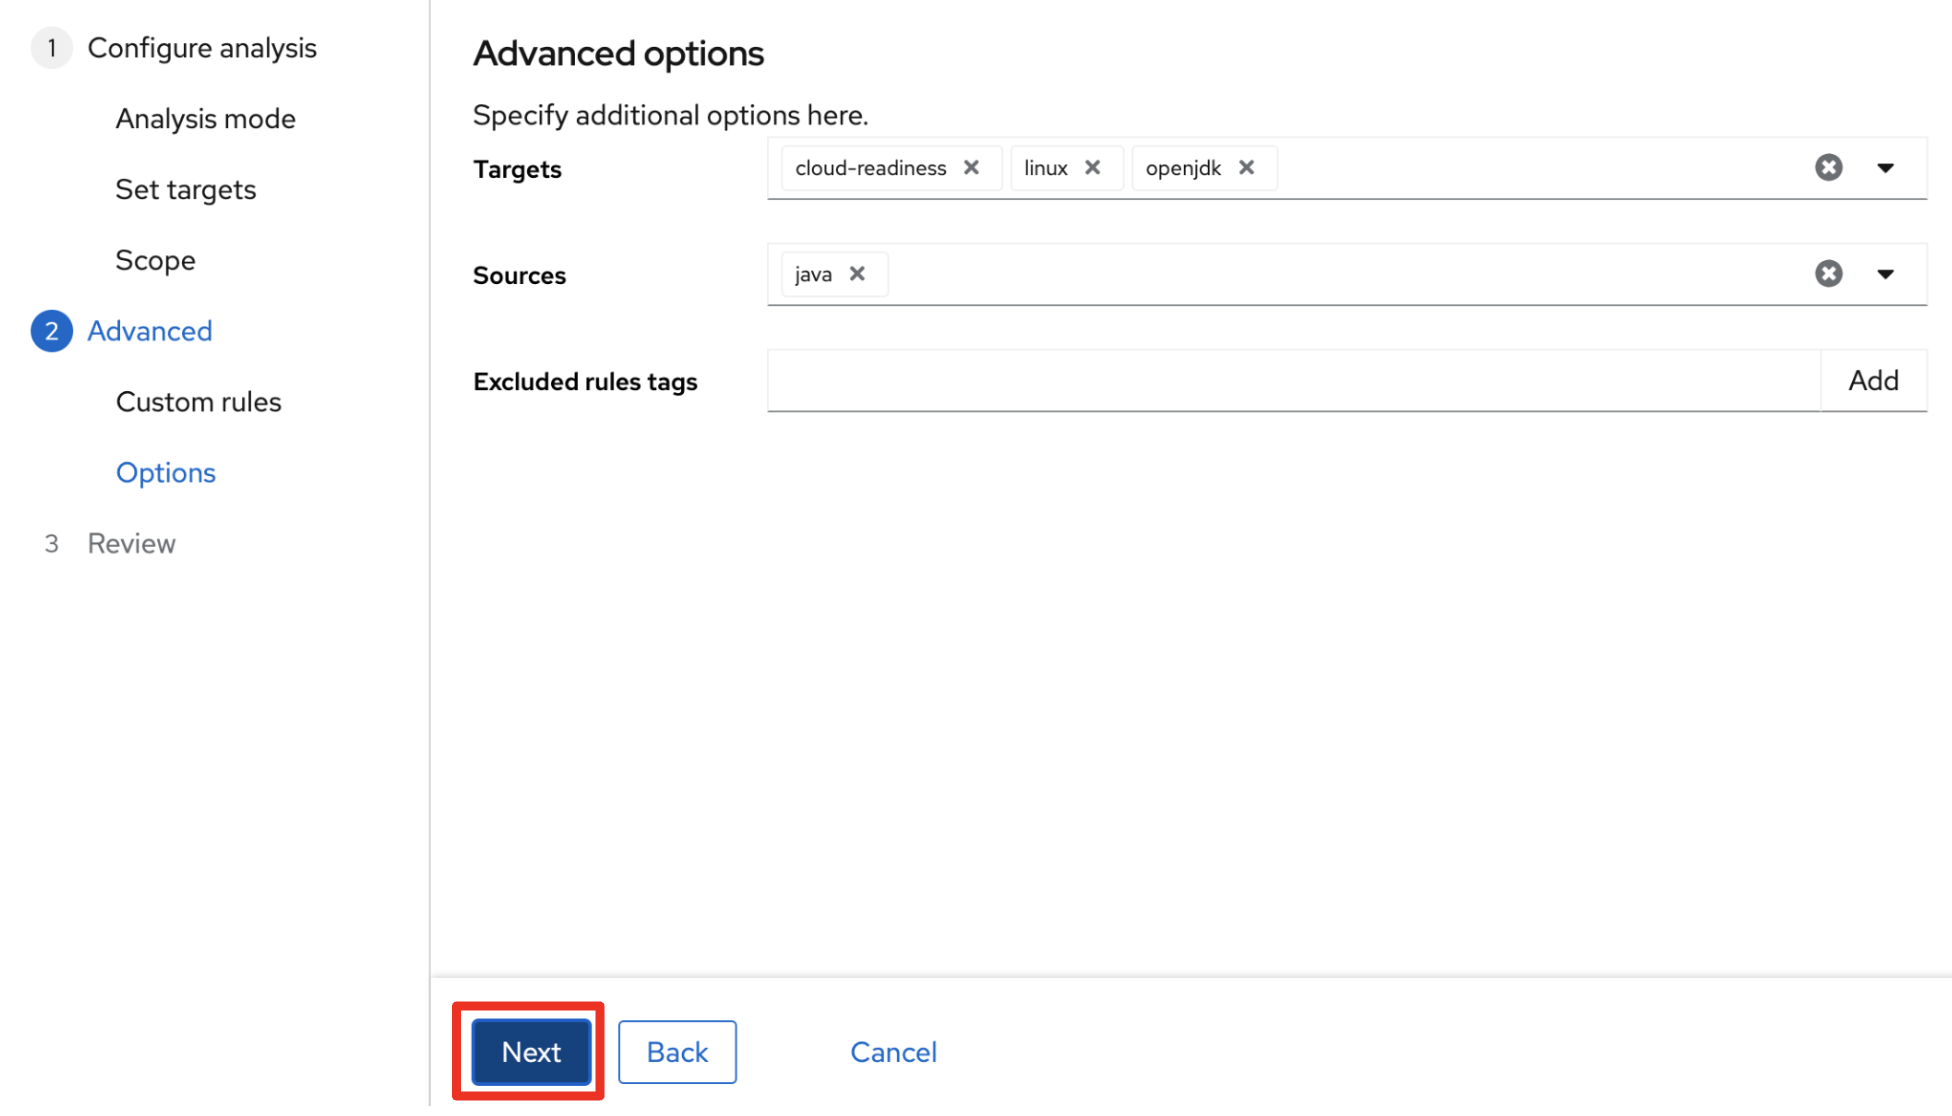 1 Configure analysis
Analysis mode
Set targets
Scope
2 Advanced
Custom rules
Options
3 Review
Advanced options
Specify additional options here.
Targets cloud-readiness linux openjdk
Sources java
Excluded rules tags Add
Next Back Cancel